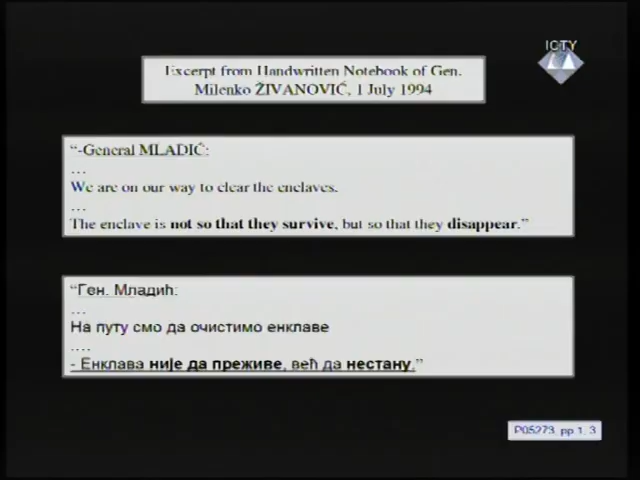 ICTY
Excerpt from Handwritten Notebook of Gen.
Milenko ŽIVANOVIĆ, 1 July 1994
“-General MLADIĆ:
…
We are on our way to clear the enclaves.
…
The enclave is not so that they survive, but so that they disappear.”
“Ген. Младић:
…
На путу смо да очистимо енклаве
….
- Енклава није да преживе, већ да нестану.”
P05273, pp 1, 3